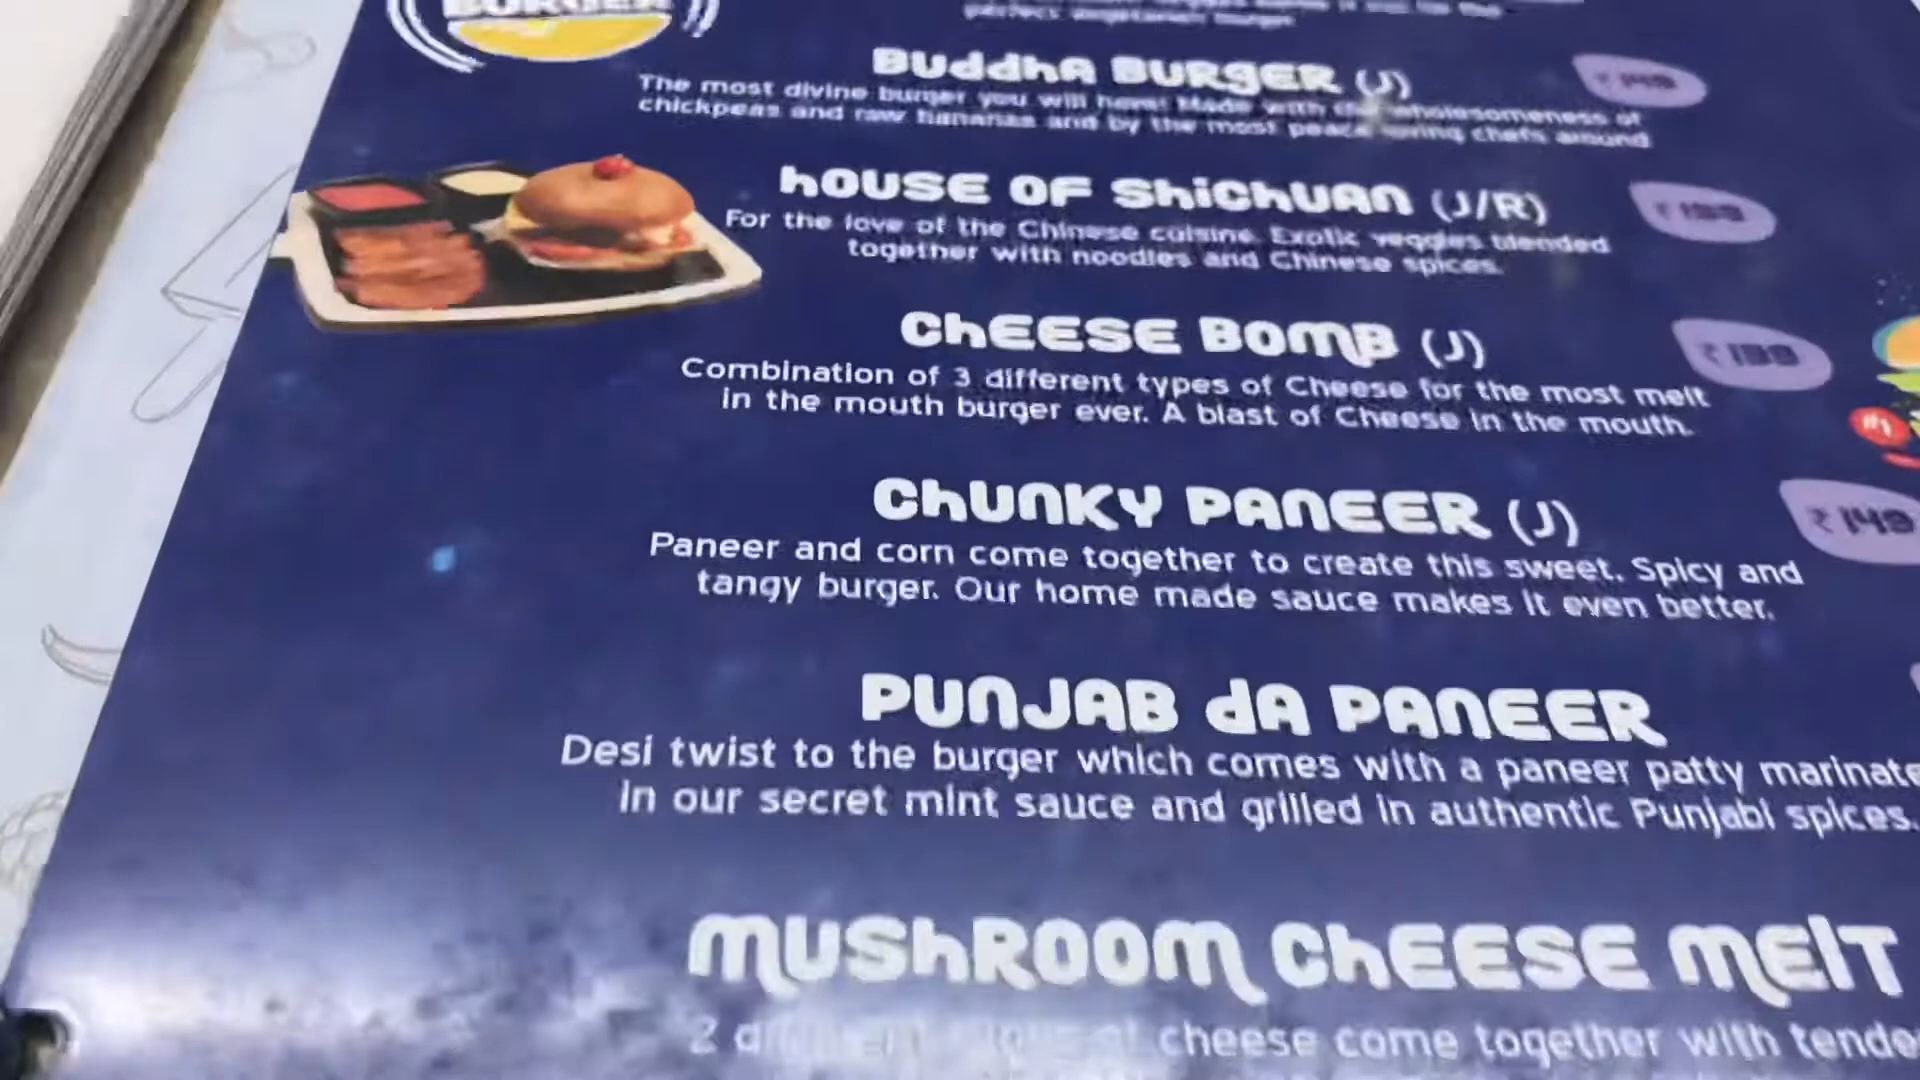 BURGER
perfect vegetarian burger
BUddhA BURgER (J)
The most divine burger you will have! Made with the wholesomeness of
chickpeas and raw bananas and by the most peace loving chefs around
hOUSE OF ShiChUAn (J/R)
For the love of the Chinese cuisine. Exotic veggies blended
together with noodles and Chinese spices.
ChEESE BOMB (J)
Combination of 3 different types of Cheese for the most melt
in the mouth burger ever. A blast of Cheese in the mouth.
#1
ChUNKY PANEER (J)
₹ 149
Paneer and corn come together to create this sweet. Spicy and
tangy burger. Our home made sauce makes it even better.
PUNJAB dA PANEER
Desi twist to the burger which comes with a paneer patty marinate
in our secret mint sauce and grilled in authentic Punjabi spices.
MUShROOM ChEESE MElT
2 cheese come together with tende